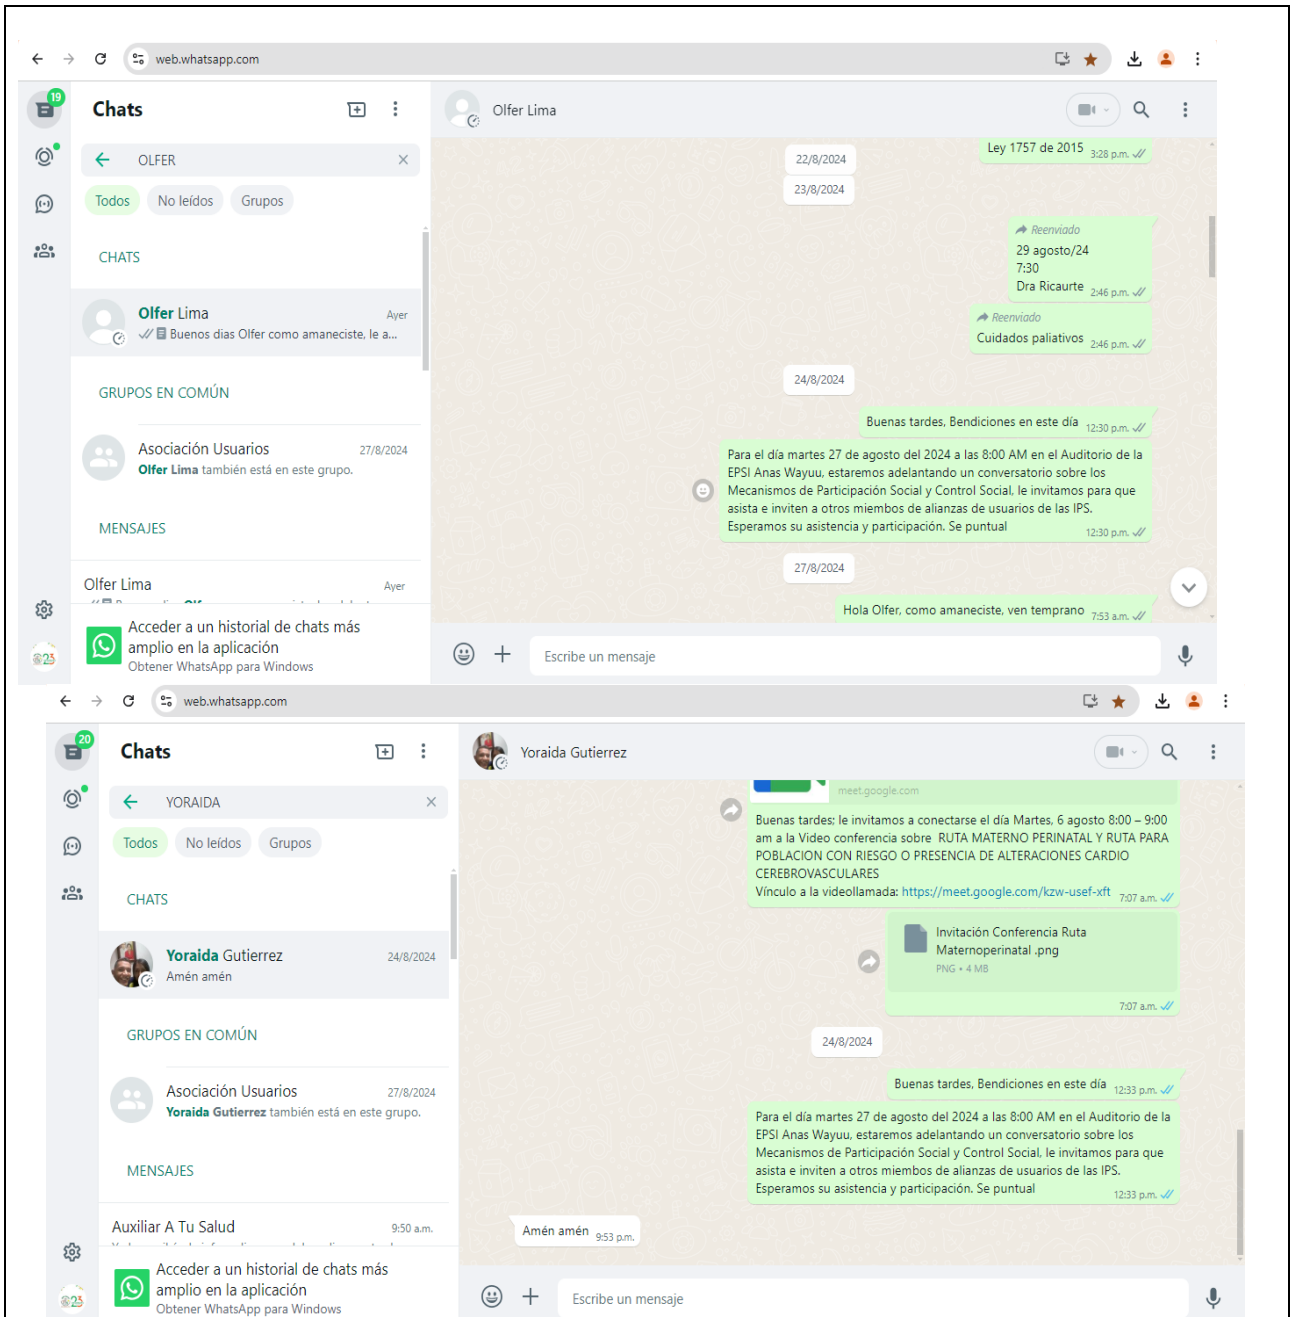 web.whatsapp.com
19
Chats
OLFER
Todos
No leídos
Grupos
CHATS
Olfer Lima
Ayer
Buenos dias Olfer como amaneciste, le a...
GRUPOS EN COMÚN
Asociación Usuarios
27/8/2024
Olfer Lima también está en este grupo.
MENSAJES
Olfer Lima
Ayer
Acceder a un historial de chats más
amplio en la aplicación
Obtener WhatsApp para Windows
Olfer Lima
Ley 1757 de 2015 3:28 p.m.
22/8/2024
23/8/2024
Reenviado
29 agosto/24
7:30
Dra Ricaurte 2:46 p.m.
Reenviado
Cuidados paliativos 2:46 p.m.
24/8/2024
Buenas tardes, Bendiciones en este día 12:30 p.m.
Para el día martes 27 de agosto del 2024 a las 8:00 AM en el Auditorio de la
EPSI Anas Wayuu, estaremos adelantando un conversatorio sobre los
Mecanismos de Participación Social y Control Social, le invitamos para que
asista e inviten a otros miembros de alianzas de usuarios de las IPS.
Esperamos su asistencia y participación. Se puntual 12:30 p.m.
27/8/2024
Hola Olfer, como amaneciste, ven temprano 7:53 a.m.
Escribe un mensaje
web.whatsapp.com
20
Chats
YORAIDA
Todos
No leídos
Grupos
CHATS
Yoraida Gutierrez
24/8/2024
Amén amén
GRUPOS EN COMÚN
Asociación Usuarios
27/8/2024
Yoraida Gutierrez también está en este grupo.
MENSAJES
Auxiliar A Tu Salud
9:50 a.m.
Acceder a un historial de chats más
amplio en la aplicación
Obtener WhatsApp para Windows
Yoraida Gutierrez
meet.google.com
Buenas tardes; le invitamos a conectarse el día Martes, 6 agosto 8:00 – 9:00
am a la Video conferencia sobre RUTA MATERNO PERINATAL Y RUTA PARA
POBLACION CON RIESGO O PRESENCIA DE ALTERACIONES CARDIO
CEREBROVASCULARES
Vínculo a la videollamada: https://meet.google.com/kzw-usef-xft 7:07 a.m.
Invitación Conferencia Ruta
Maternoperinatal .png
PNG • 4 MB
7:07 a.m.
24/8/2024
Buenas tardes, Bendiciones en este día 12:33 p.m.
Para el día martes 27 de agosto del 2024 a las 8:00 AM en el Auditorio de la
EPSI Anas Wayuu, estaremos adelantando un conversatorio sobre los
Mecanismos de Participación Social y Control Social, le invitamos para que
asista e inviten a otros miembros de alianzas de usuarios de las IPS.
Esperamos su asistencia y participación. Se puntual 12:33 p.m.
Amén amén 9:53 p.m.
Escribe un mensaje